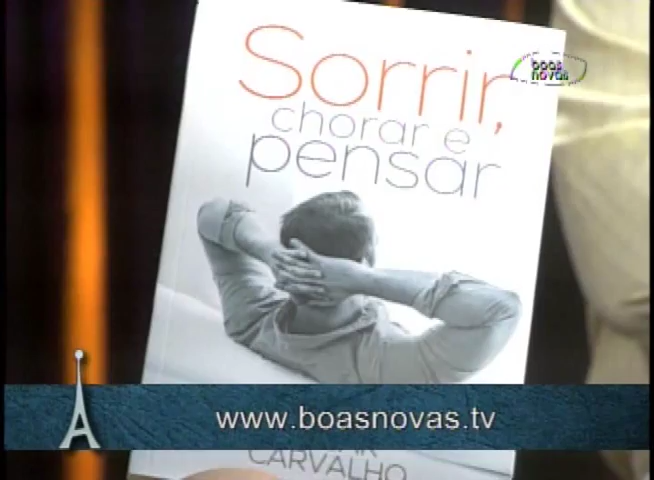 Sorrir,
chorar e
pensar
boas
novas
www.boasnovas.tv
CARVALHO